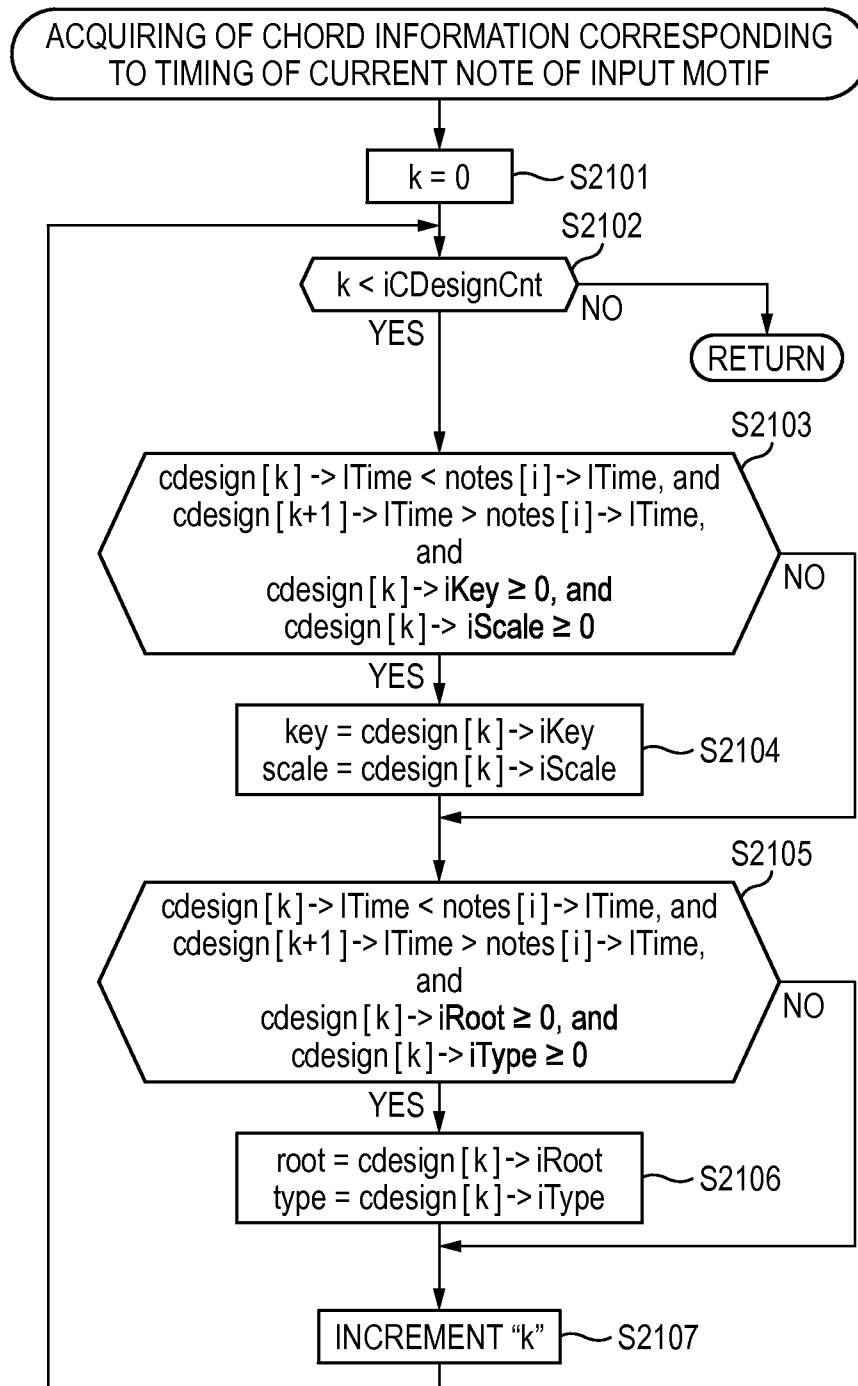 ACQUIRING OF CHORD INFORMATION CORRESPONDING
TO TIMING OF CURRENT NOTE OF INPUT MOTIF
k = 0
S2101
S2102
k < iCDesignCnt
NO
YES
RETURN
S2103
cdesign [k] -> lTime < notes [i] -> lTime, and
cdesign [k+1] -> lTime > notes [i] -> lTime,
and
cdesign [k] -> iKey ≥ 0, and
cdesign [k] -> iScale ≥ 0
NO
YES
key = cdesign [k] -> iKey
scale = cdesign [k] -> iScale
S2104
S2105
cdesign [k] -> lTime < notes [i] -> lTime, and
cdesign [k+1] -> lTime > notes [i] -> lTime,
and
cdesign [k] -> iRoot ≥ 0, and
cdesign [k] -> iType ≥ 0
NO
YES
root = cdesign [k] -> iRoot
type = cdesign [k] -> iType
S2106
INCREMENT “k”
S2107